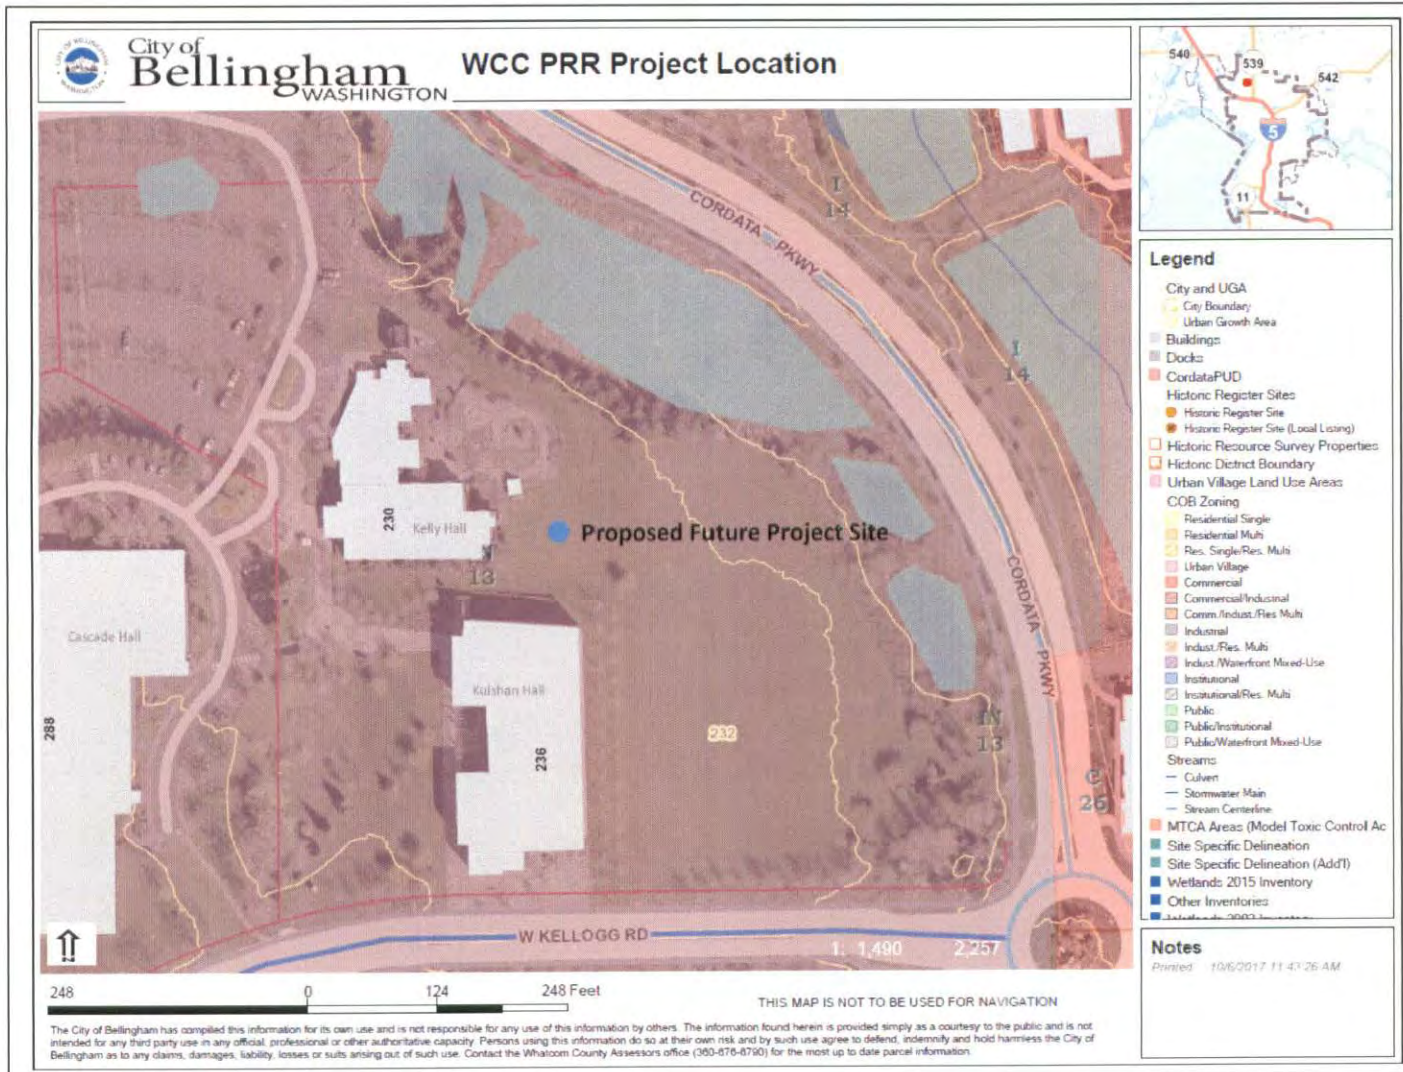 City of
Bellingham
WASHINGTON
WCC PRR Project Location
CITY OF BELLINGHAM
WASHINGTON
540
539
542
5
11
I
14
CORDATA PKWY
I
14
230
Kelly Hall
Proposed Future Project Site
13
CORDATA PKWY
Cascade Hall
Kulshan Hall
288
236
232
IN
13
C
26
W KELLOGG RD
1: 1,490 2,257
Legend
City and UGA
City Boundary
Urban Growth Area
Buildings
Docks
CordataPUD
Historic Register Sites
Historic Register Site
Historic Register Site (Local Listing)
Historic Resource Survey Properties
Historic District Boundary
Urban Village Land Use Areas
COB Zoning
Residential Single
Residential Multi
Res. Single/Res. Multi
Urban Village
Commercial
Commercial/Industrial
Comm./Indust./Res Multi
Industrial
Indust./Res. Multi
Indust./Waterfront Mixed-Use
Institutional
Institutional/Res. Multi
Public
Public/Institutional
Public/Waterfront Mixed-Use
Streams
Culvert
Stormwater Main
Stream Centerline
MTCA Areas (Model Toxic Control Ac
Site Specific Delineation
Site Specific Delineation (Add'l)
Wetlands 2015 Inventory
Other Inventories
Notes
Printed 10/6/2017 11:43:26 AM
248 0 124 248 Feet
THIS MAP IS NOT TO BE USED FOR NAVIGATION
The City of Bellingham has compiled this information for its own use and is not responsible for any use of this information by others. The information found herein is provided simply as a courtesy to the public and is not
intended for any third party use in any official, professional or other authoritative capacity. Persons using this information do so at their own risk and by such use agree to defend, indemnify and hold harmless the City of
Bellingham as to any claims, damages, liability, losses or suits arising out of such use. Contact the Whatcom County Assessors office (360-676-6790) for the most up to date parcel information.